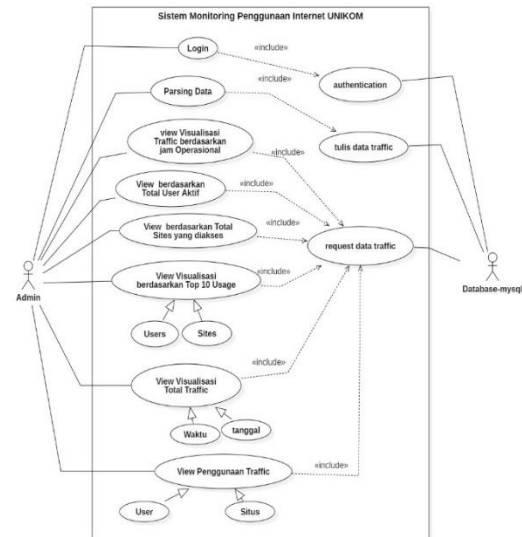 Sistem Monitoring Penggunaan Internet UNIKOM
Login
«include»
authentication
Parsing Data
«include»
tulis data traffic
view Visualisasi
Traffic berdasarkan
jam Operasional
«include»
View berdasarkan
Total User Aktif
«include»
View berdasarkan Total
Sites yang diakses
«include»
request data traffic
View Visualisasi
berdasarkan Top 10 Usage
«include»
Admin
Database-mysql
Users
Sites
«include»
View Visualisasi
Total Traffic
Waktu
tanggal
View Penggunaan Traffic
«include»
User
Situs